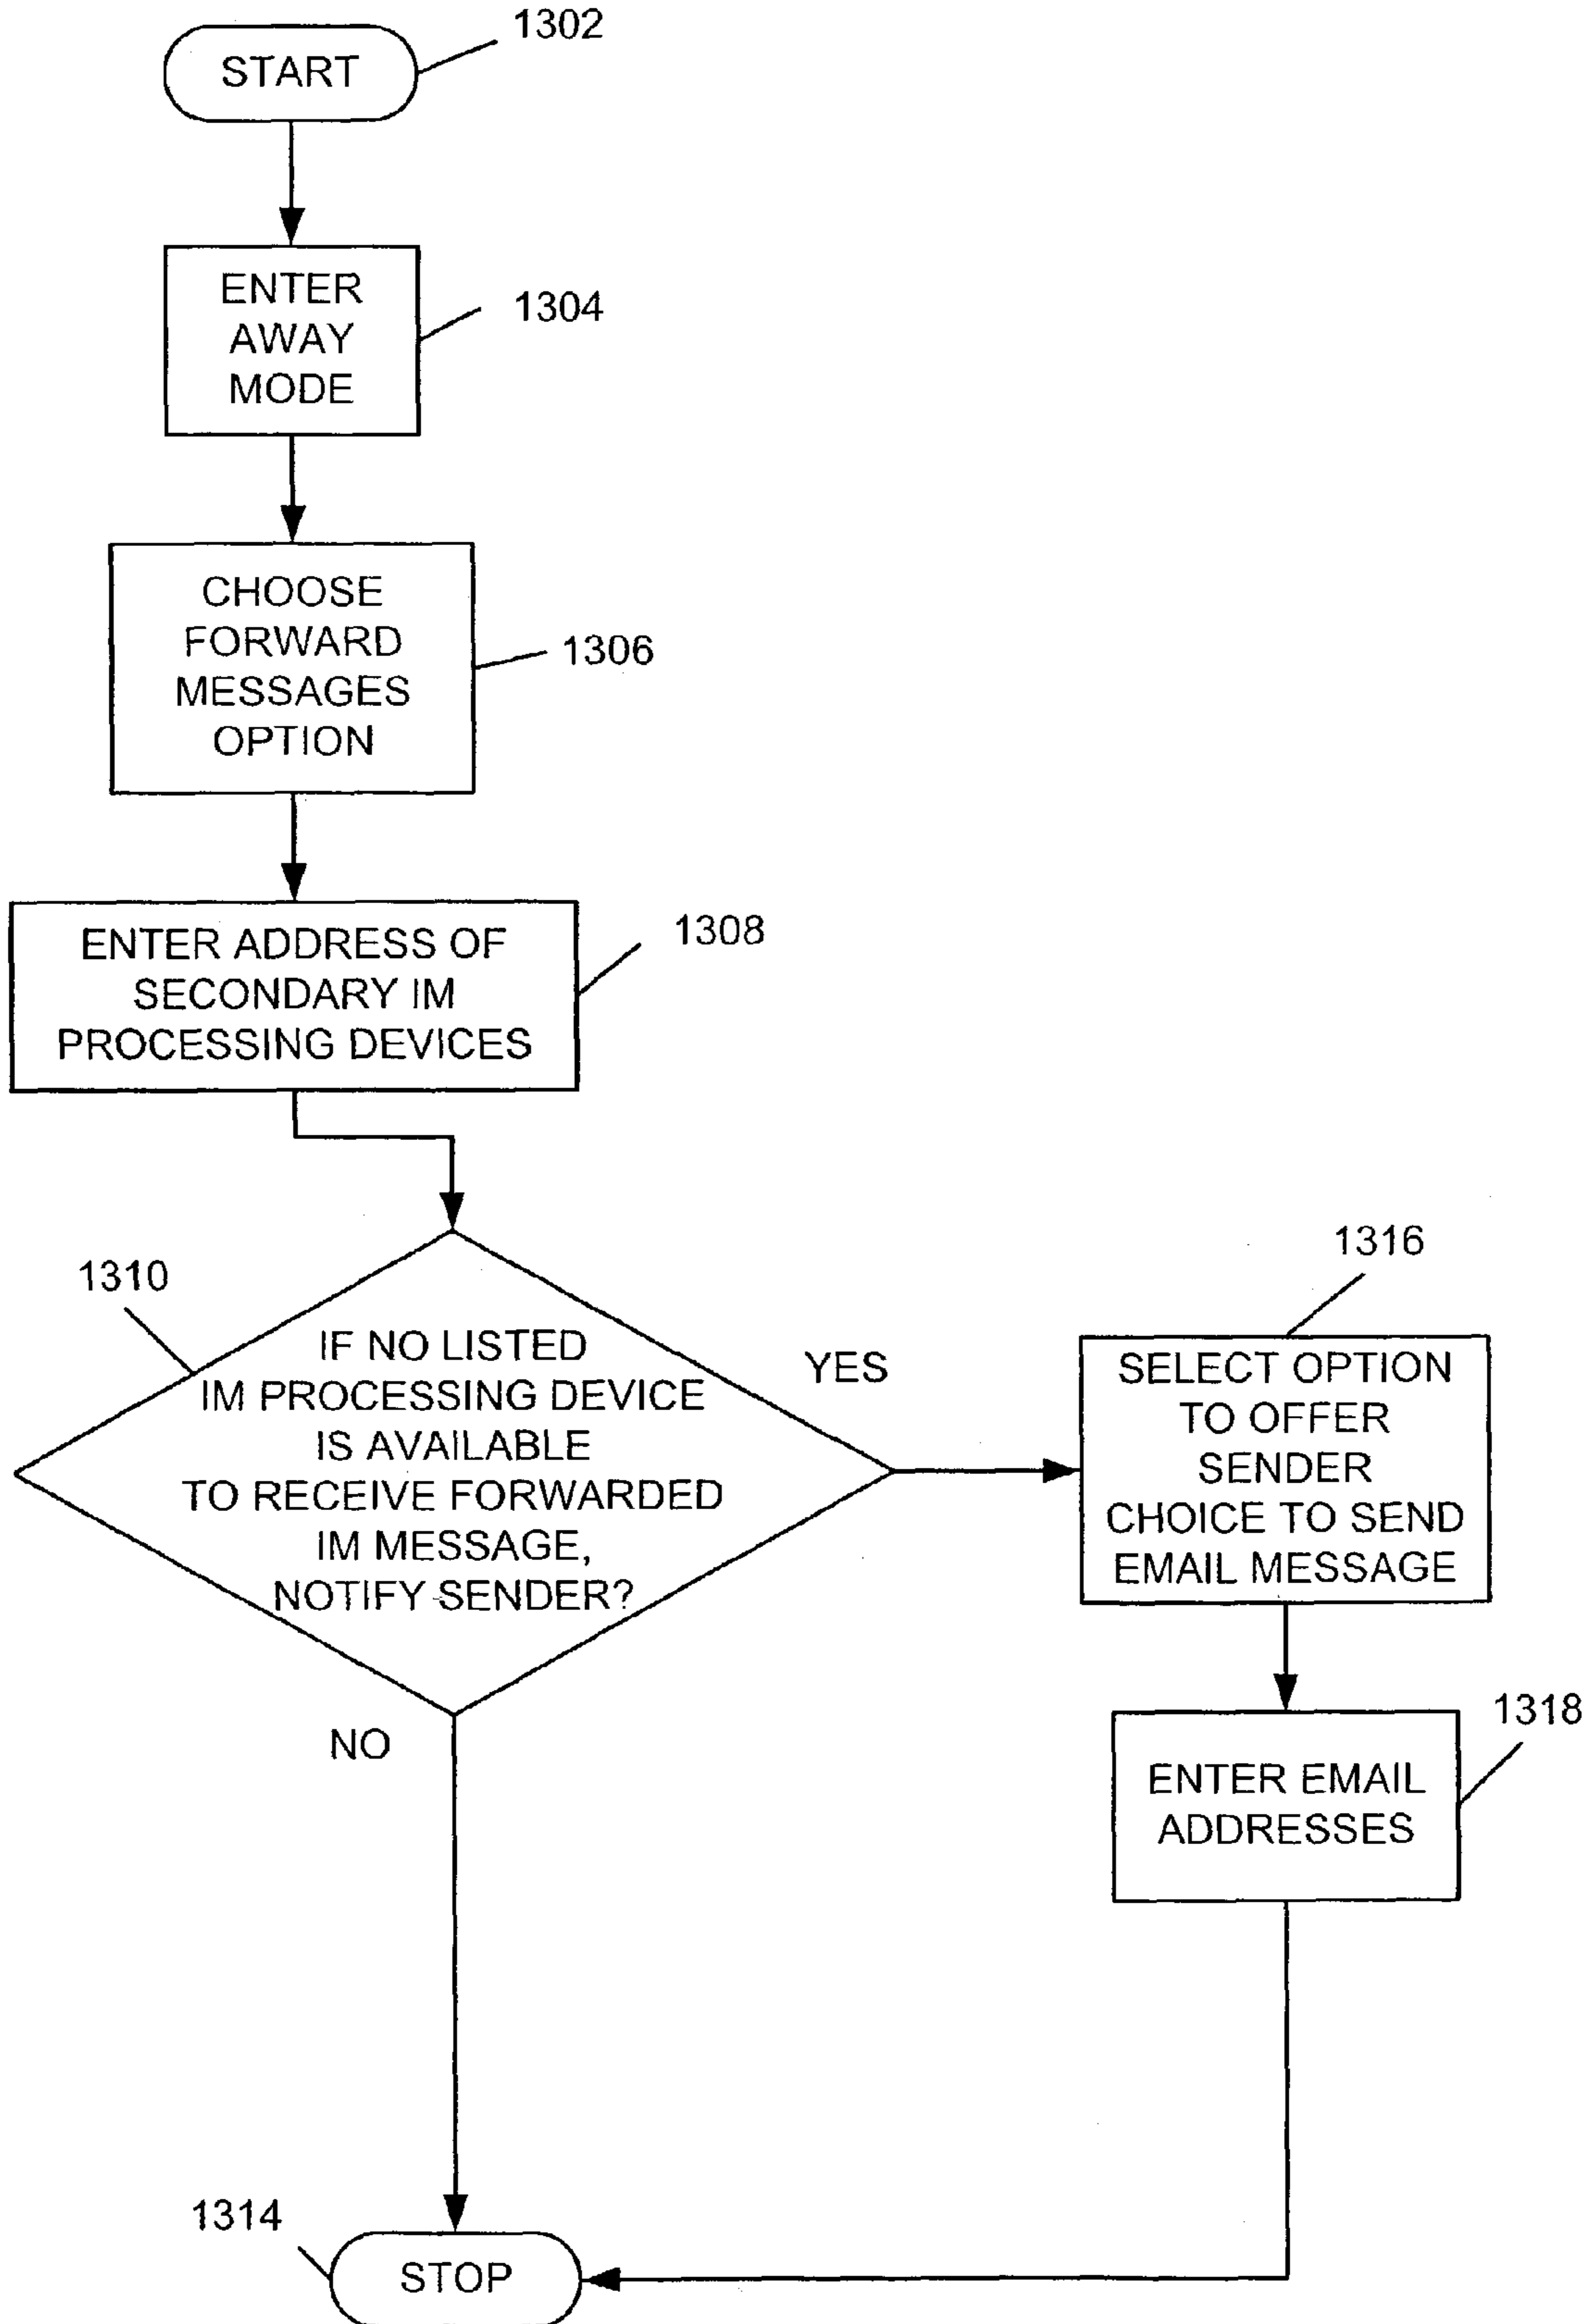 1302
START
ENTER
AWAY
MODE
1304
CHOOSE
FORWARD
MESSAGES
OPTION
1306
ENTER ADDRESS OF
SECONDARY IM
PROCESSING DEVICES
1308
1310
IF NO LISTED
IM PROCESSING DEVICE
IS AVAILABLE
TO RECEIVE FORWARDED
IM MESSAGE,
NOTIFY SENDER?
YES
NO
1316
SELECT OPTION
TO OFFER
SENDER
CHOICE TO SEND
EMAIL MESSAGE
1318
ENTER EMAIL
ADDRESSES
1314
STOP